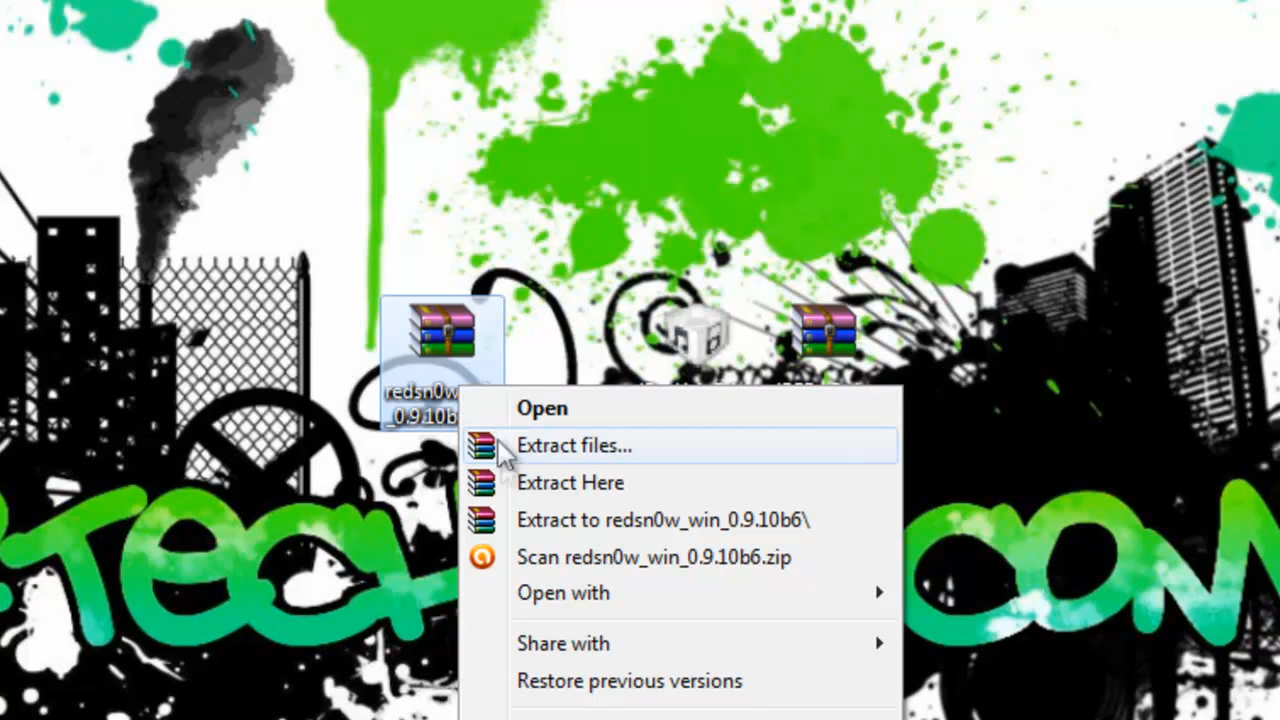 redsn0w
_0.9.10b
Open
Extract files...
Extract Here
Extract to redsn0w_win_0.9.10b6\
Scan redsn0w_win_0.9.10b6.zip
Open with
Share with
Restore previous versions
TECH
COM